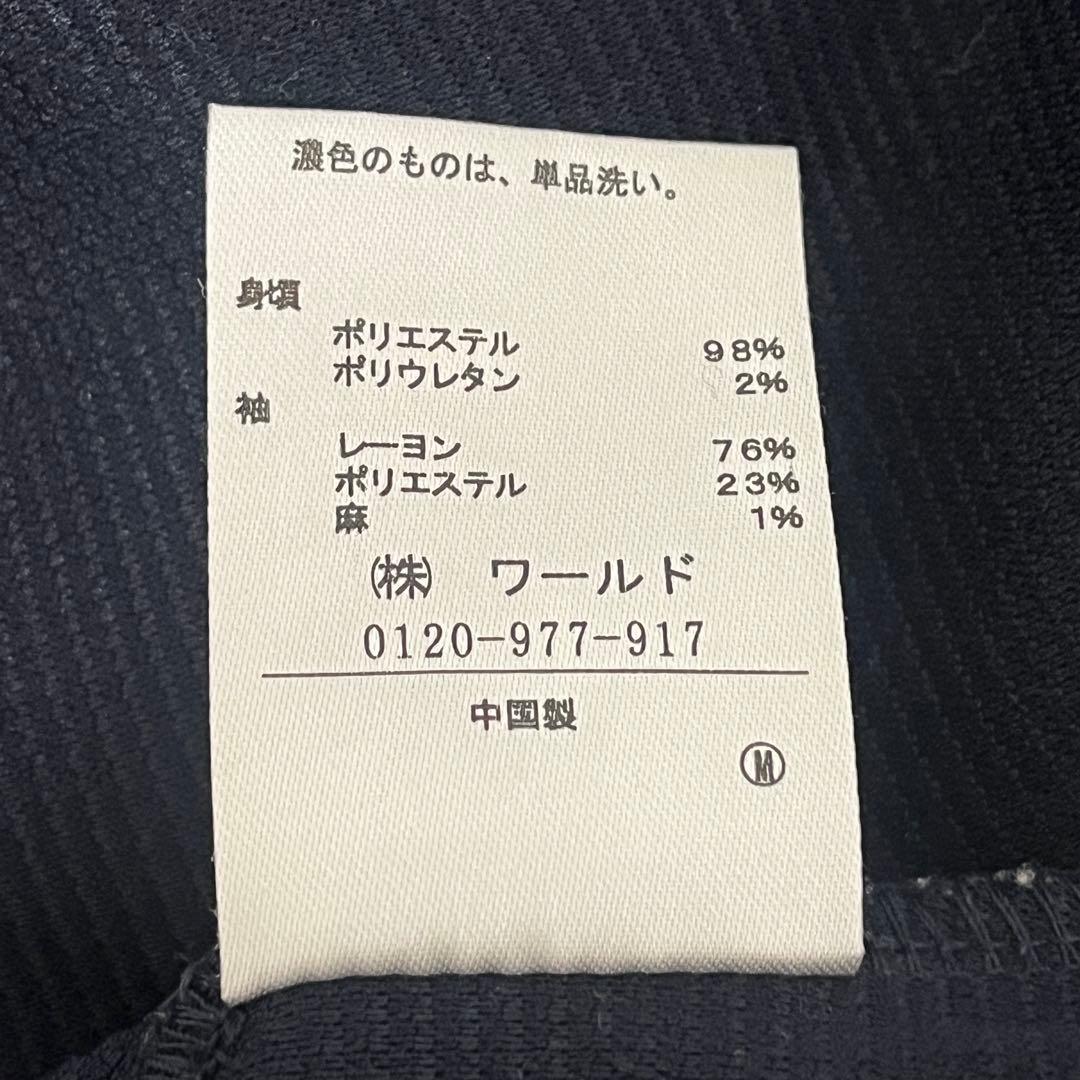 濃色のものは、単品洗い。
身頃
ポリエステル 98%
ポリウレタン 2%
袖
レーヨン 76%
ポリエステル 23%
麻 1%
㈱ ワールド
0120-977-917
中国製
Ⓜ